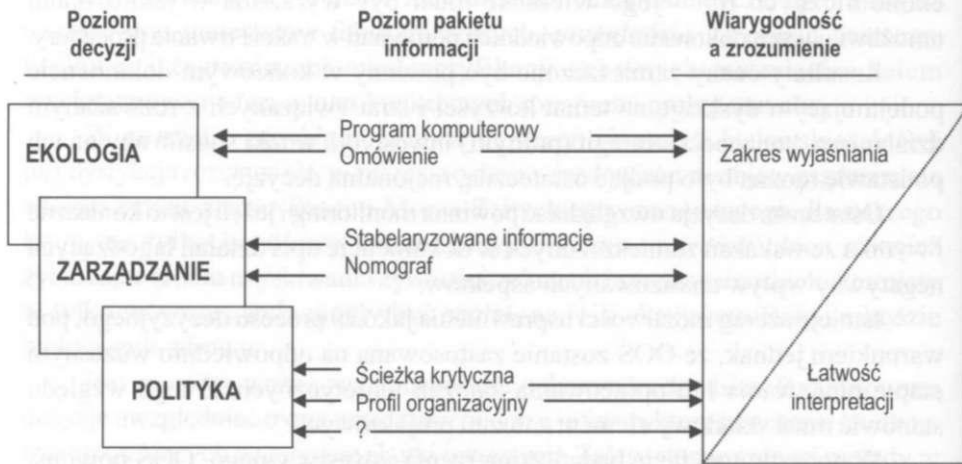 Poziom
decyzji
Poziom pakietu
informacji
Wiarygodność
a zrozumienie
EKOLOGIA
Program komputerowy
Omówienie
Zakres wyjaśniania
Stabelaryzowana informacje
Nomograf
ZARZĄDZANIE
POLITYKA
Ścieżka krytyczna
Profil organizacyjny
?
Łatwość
interpretacji